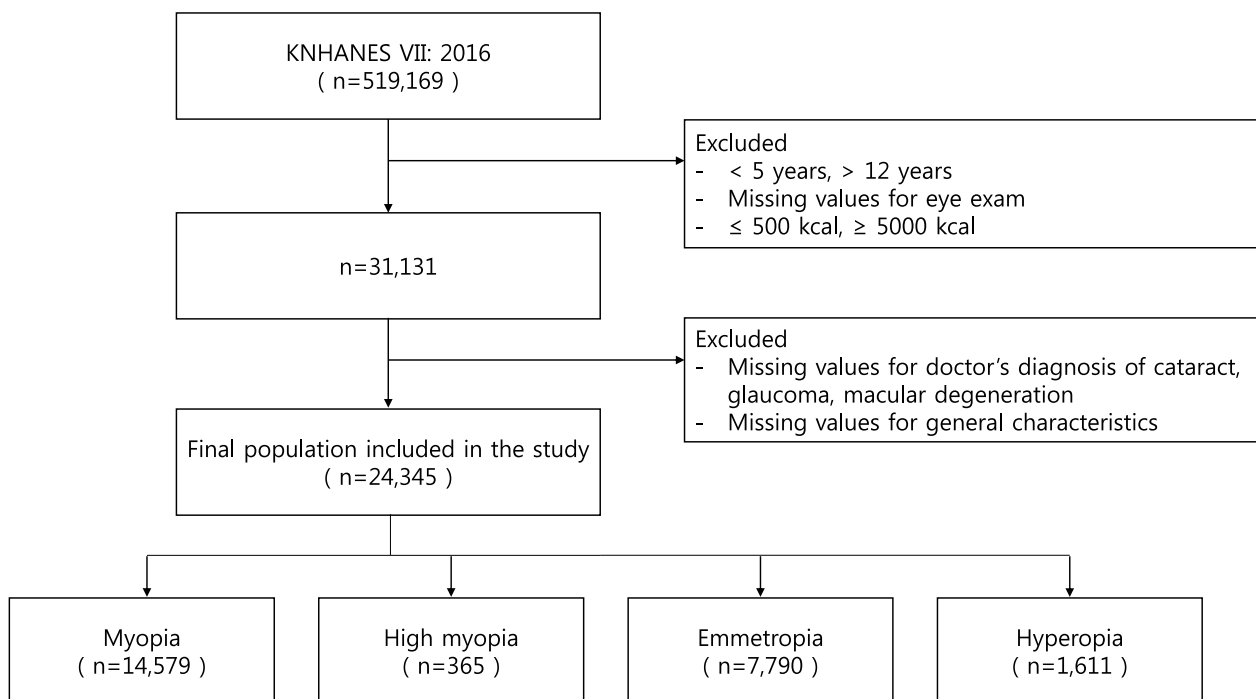 KNHANES VII: 2016
( n=519,169 )
Excluded
- < 5 years, > 12 years
- Missing values for eye exam
- ≤ 500 kcal, ≥ 5000 kcal
n=31,131
Excluded
- Missing values for doctor's diagnosis of cataract,
glaucoma, macular degeneration
- Missing values for general characteristics
Final population included in the study
( n=24,345 )
Myopia
( n=14,579 )
High myopia
( n=365 )
Emmetropia
( n=7,790 )
Hyperopia
( n=1,611 )